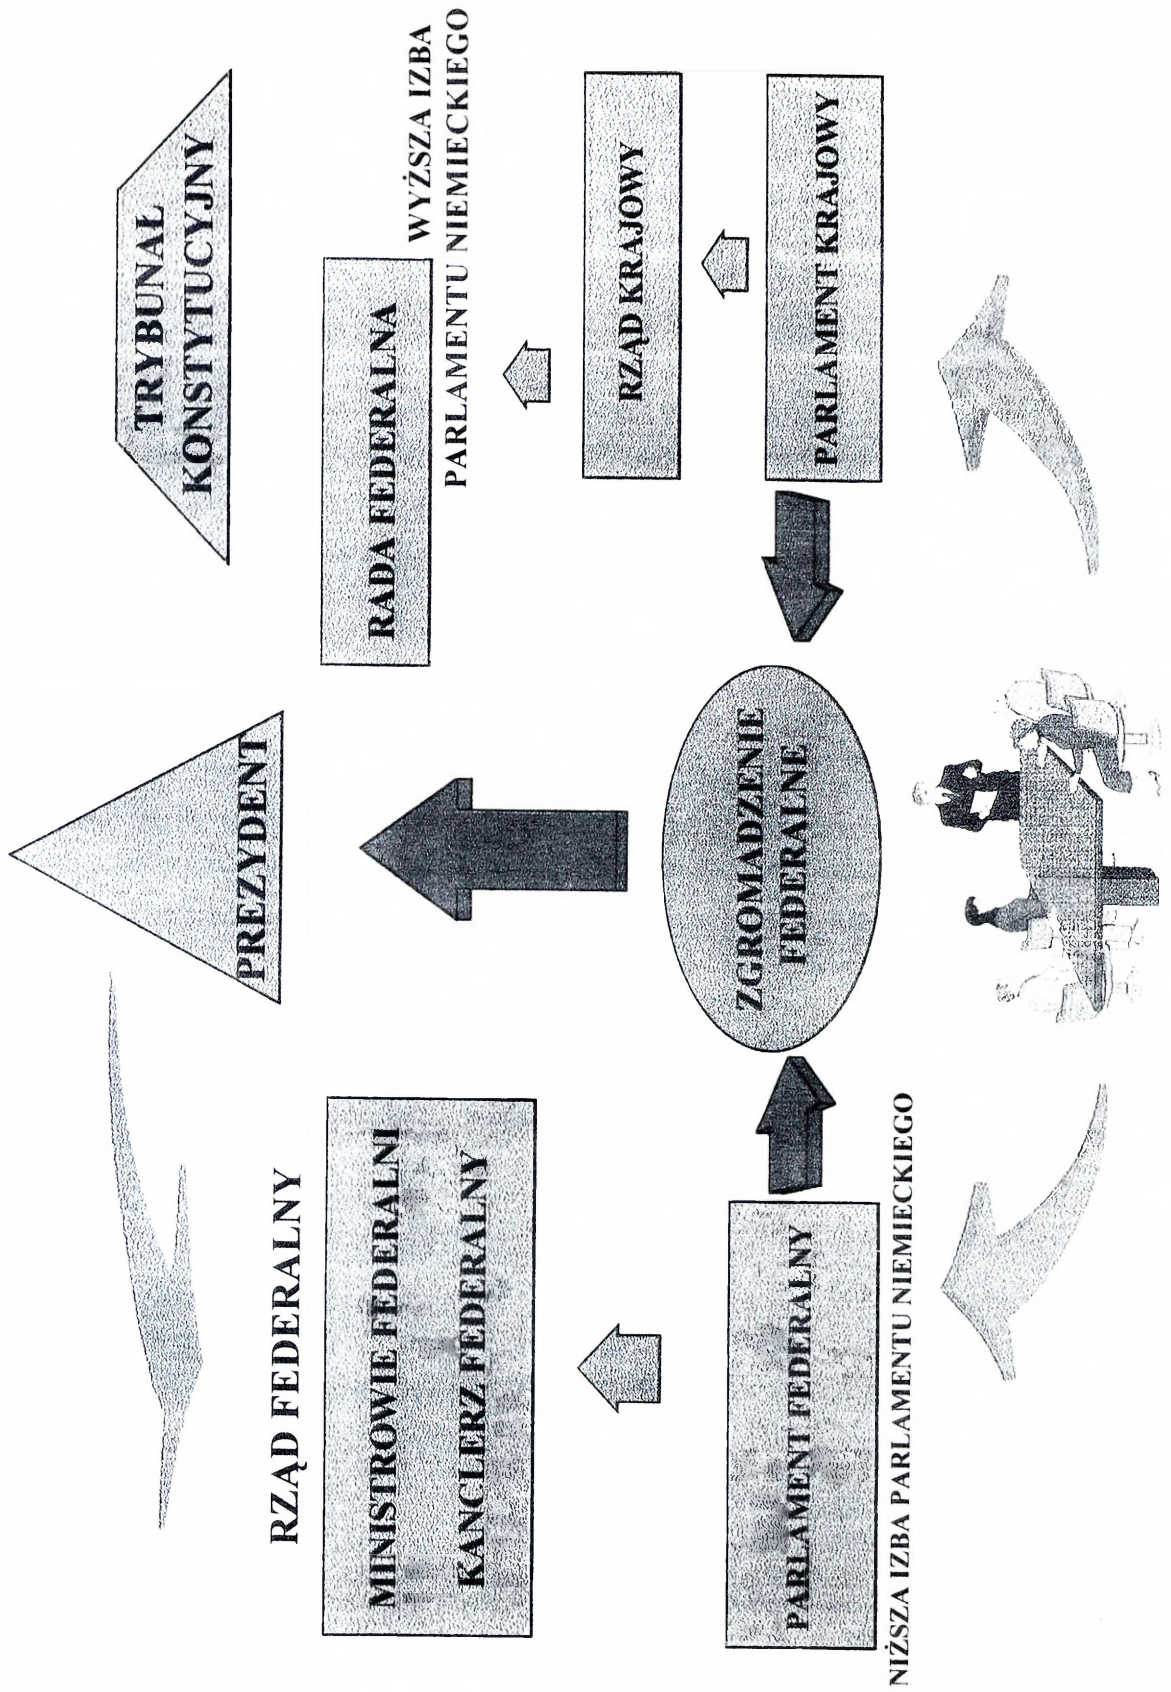 PREZYDENT
TRYBUNAŁ
KONSTYTUCYJNY
RZĄD FEDERALNY
MINISTROWIE FEDERALNI
KANCLERZ FEDERALNY
RADA FEDERALNA
WYŻSZA IZBA
PARLAMENTU NIEMIECKIEGO
RZĄD KRAJOWY
PARLAMENT FEDERALNY
NIŻSZA IZBA PARLAMENTU NIEMIECKIEGO
ZGROMADZENIE
FEDERALNE
PARLAMENT KRAJOWY